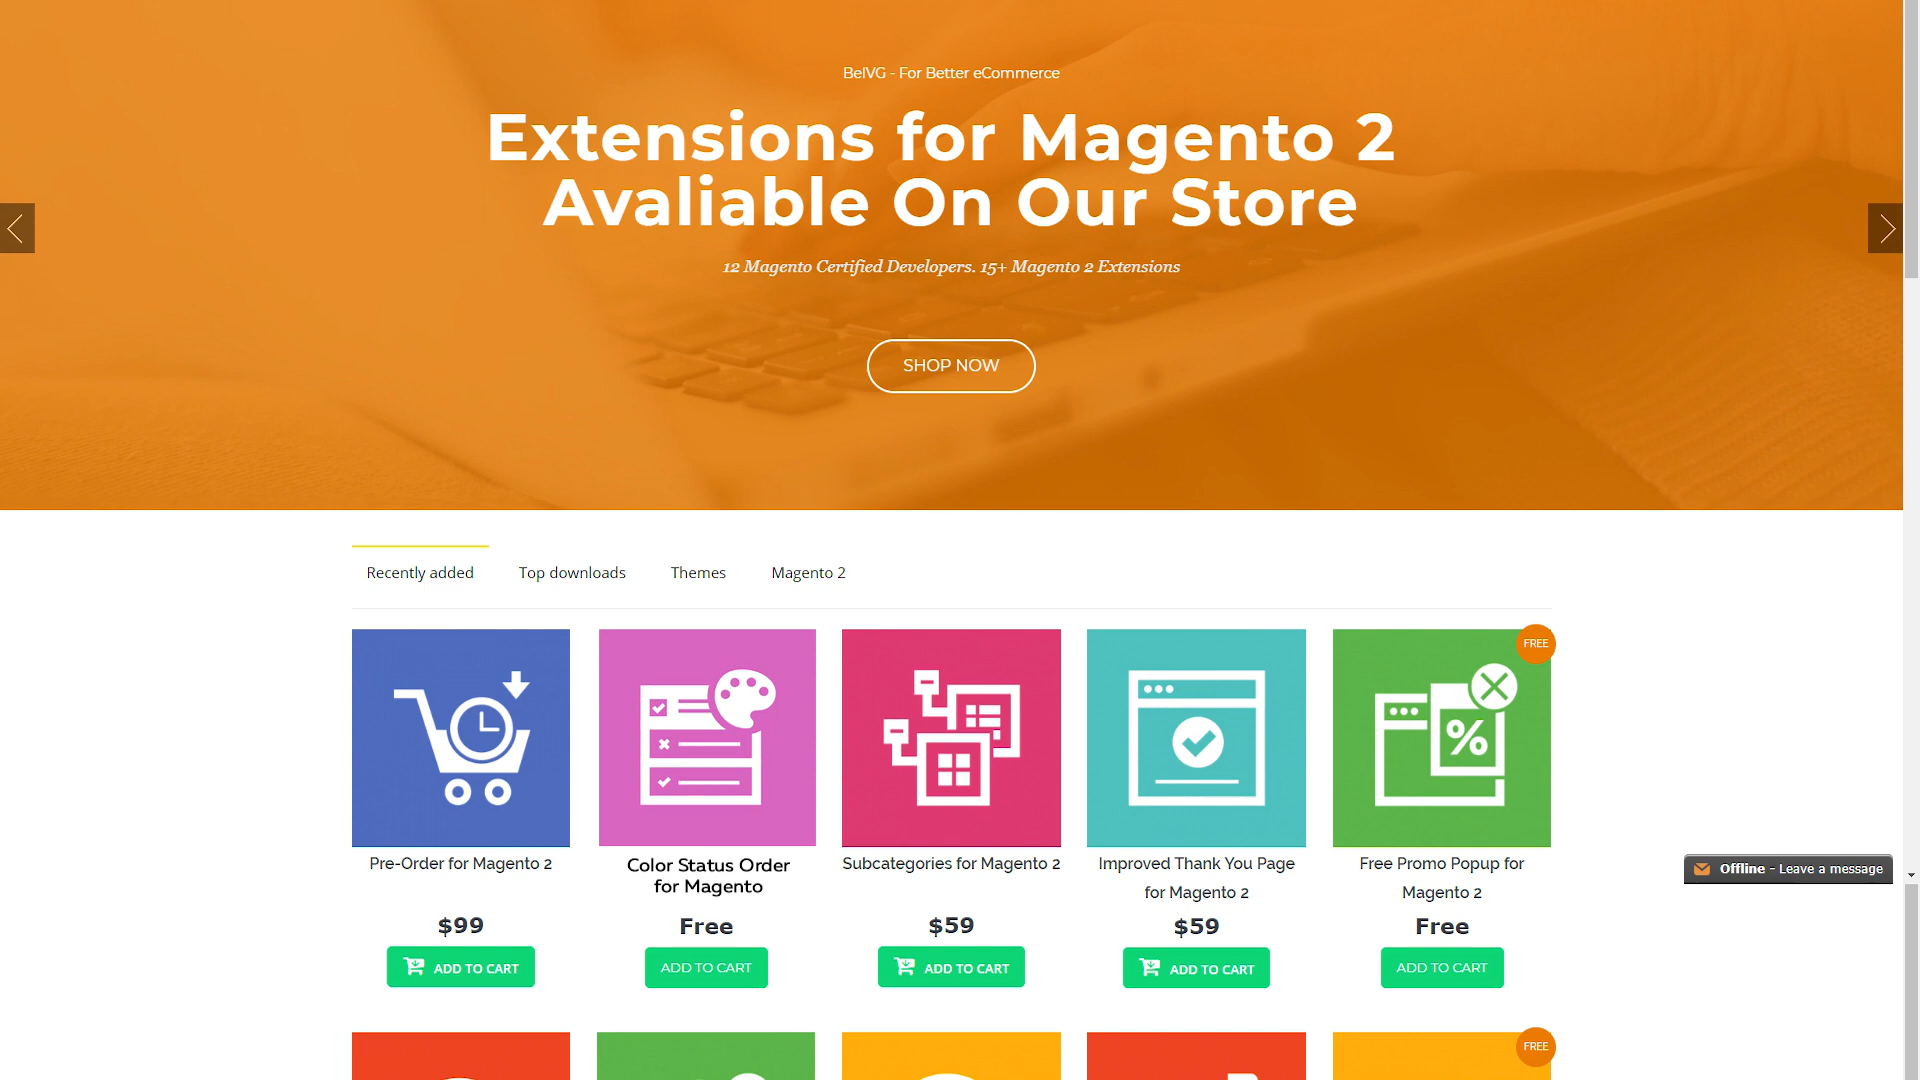 BelVG - For Better eCommerce
Extensions for Magento 2
Avaliable On Our Store
12 Magento Certified Developers. 15+ Magento 2 Extensions
SHOP NOW
Recently added
Top downloads
Themes
Magento 2
FREE
%
Pre-Order for Magento 2
$99
ADD TO CART
Color Status Order
for Magento
Free
ADD TO CART
Subcategories for Magento 2
$59
ADD TO CART
Improved Thank You Page
for Magento 2
$59
ADD TO CART
Free Promo Popup for
Magento 2
Free
ADD TO CART
Offline - Leave a message
FREE